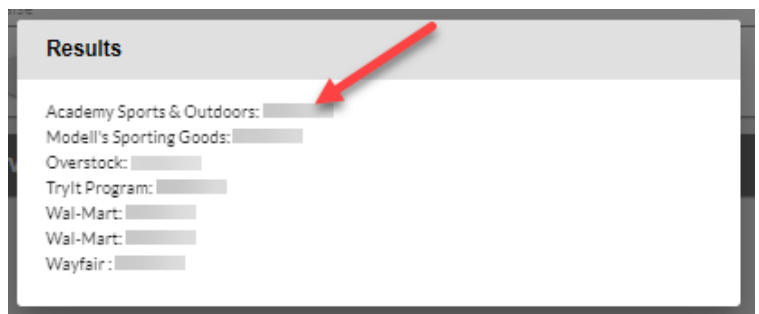 Results
Academy Sports & Outdoors:
Modell's Sporting Goods:
Overstock:
TryIt Program:
Wal-Mart:
Wal-Mart:
Wayfair :